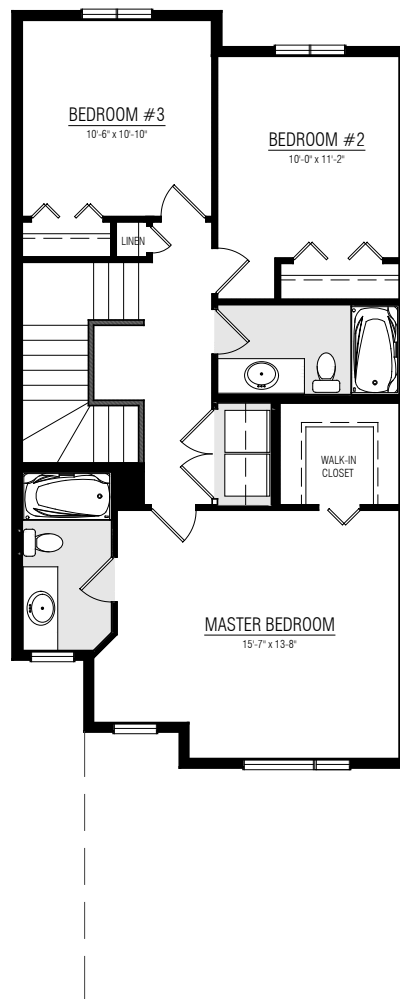 BEDROOM #3
10'-6" x 10'-10"
BEDROOM #2
10'-0" x 11'-2"
LINEN
WALK-IN
CLOSET
MASTER BEDROOM
15'-7" x 13'-8"